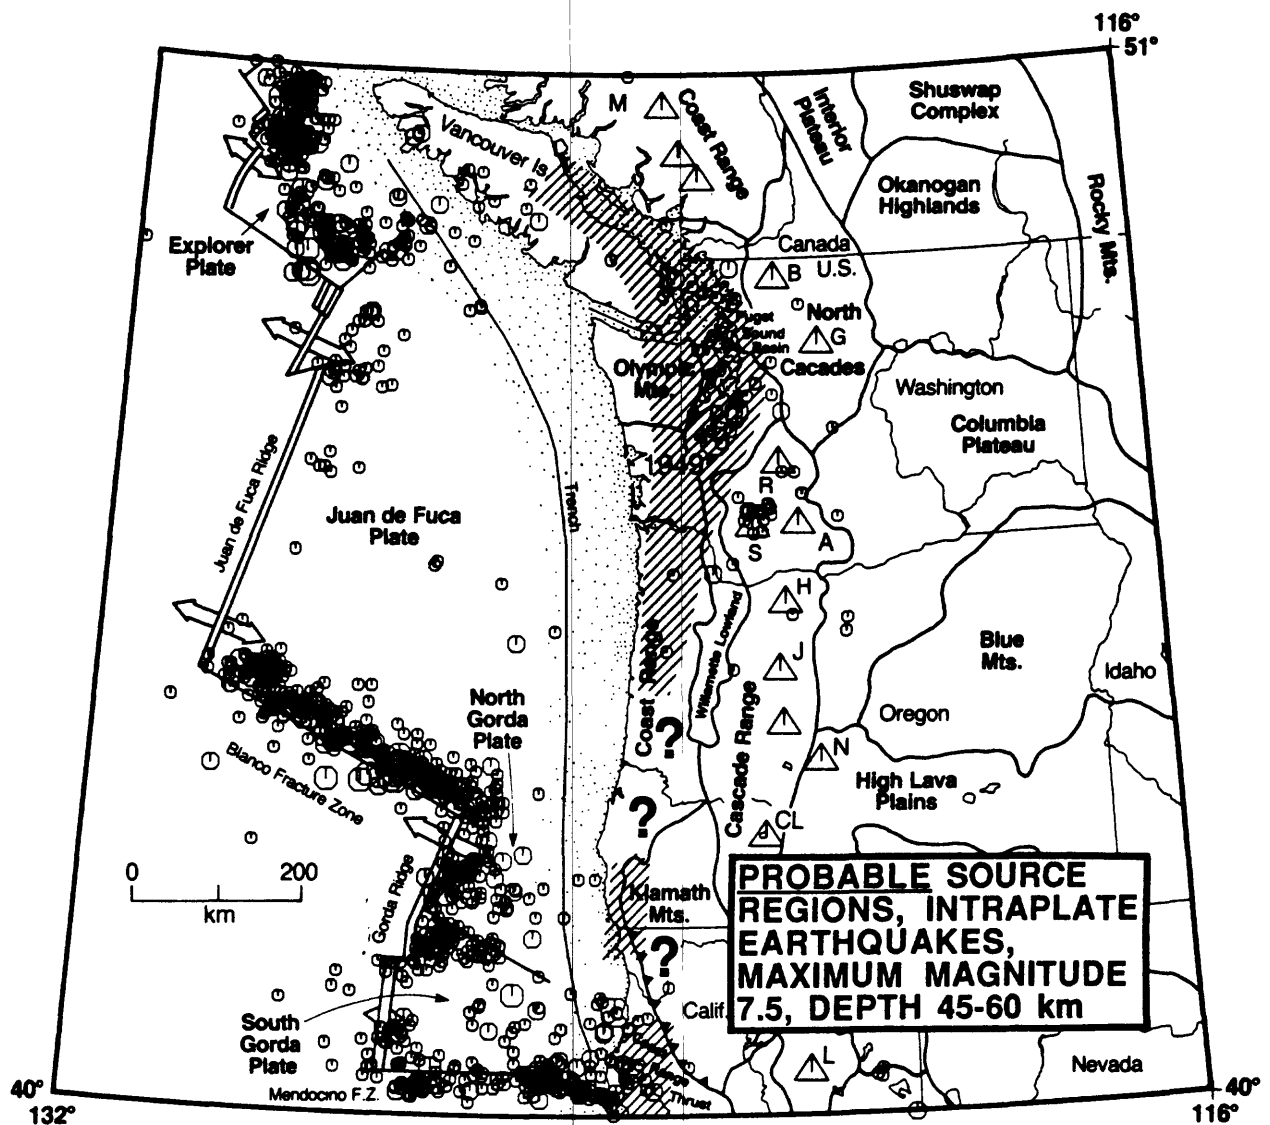 116°
51°
M
Coast Range
Interior
Plateau
Shuswap
Complex
Vancouver Is.
Okanogan
Highlands
Rocky Mts.
Explorer
Plate
Canada
U.S.
B
North
Cacades
G
Puget
Sound
Basin
Olympic
Mts.
Washington
Columbia
Plateau
1949
R
Juan de Fuca Ridge
Juan de Fuca
Plate
Trench
S
A
H
J
Coast Range
Willamette Lowland
Blue
Mts.
Idaho
North
Gorda
Plate
Oregon
?
Cascade Range
N
High Lava
Plains
Blanco Fracture Zone
?
CL
0 200
km
Gorda Ridge
Klamath
Mts.
?
PROBABLE SOURCE
REGIONS, INTRAPLATE
EARTHQUAKES,
MAXIMUM MAGNITUDE
7.5, DEPTH 45-60 km
Calif.
South
Gorda
Plate
L
Nevada
Thrust
Mendocino F.Z.
40°
132°
40°
116°